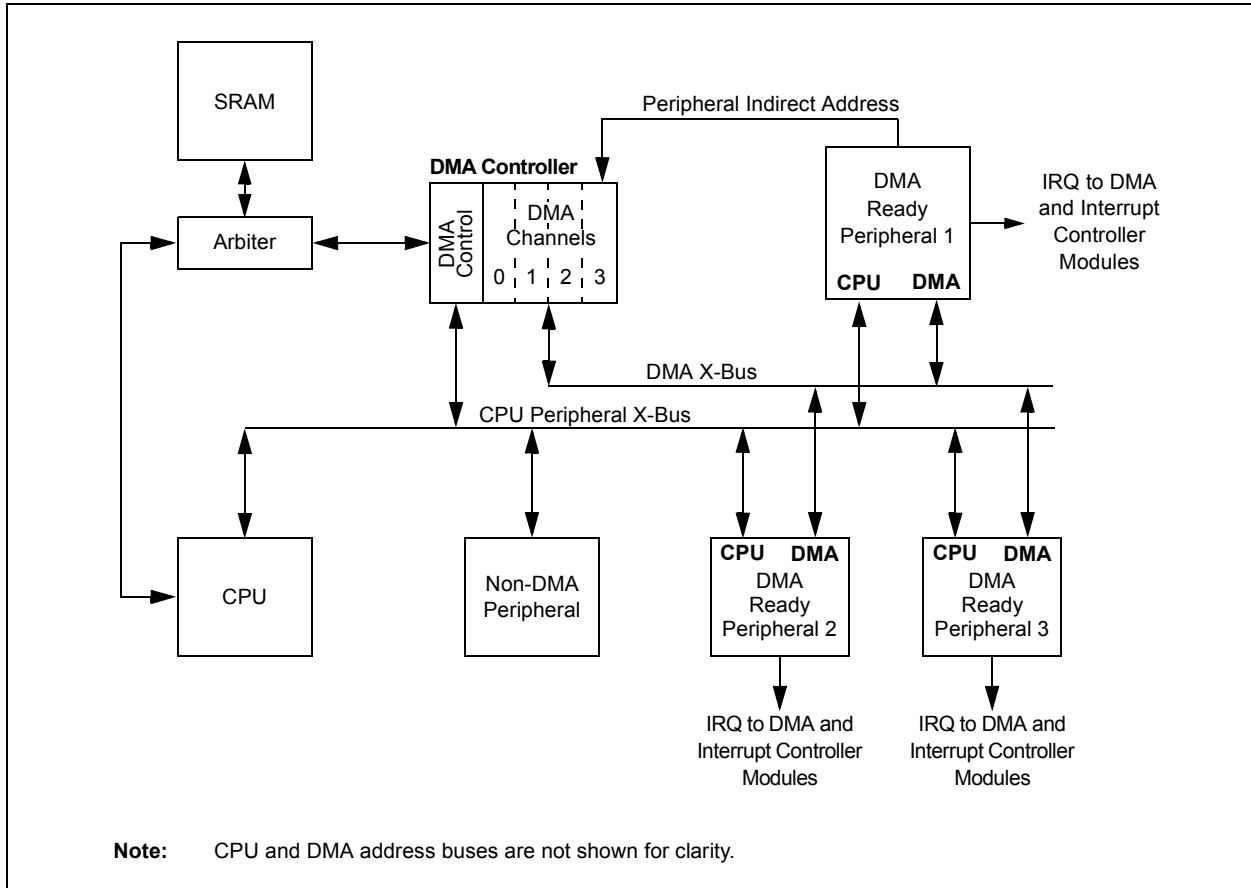 SRAM
Peripheral Indirect Address
DMA Controller
Arbiter
DMA
Control
DMA
Channels
0 1 2 3
DMA
Ready
Peripheral 1
CPU DMA
IRQ to DMA
and Interrupt
Controller
Modules
DMA X-Bus
CPU Peripheral X-Bus
CPU
Non-DMA
Peripheral
CPU DMA
DMA
Ready
Peripheral 2
CPU DMA
DMA
Ready
Peripheral 3
IRQ to DMA and
Interrupt Controller
Modules
IRQ to DMA and
Interrupt Controller
Modules
Note: CPU and DMA address buses are not shown for clarity.